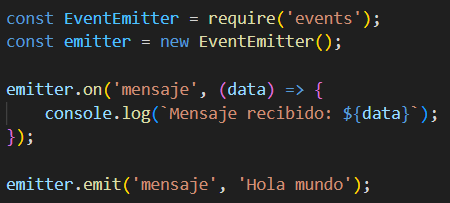 const EventEmitter = require('events');
const emitter = new EventEmitter();
emitter.on('mensaje', (data) => {
console.log(`Mensaje recibido: ${data}`);
});
emitter.emit('mensaje', 'Hola mundo');